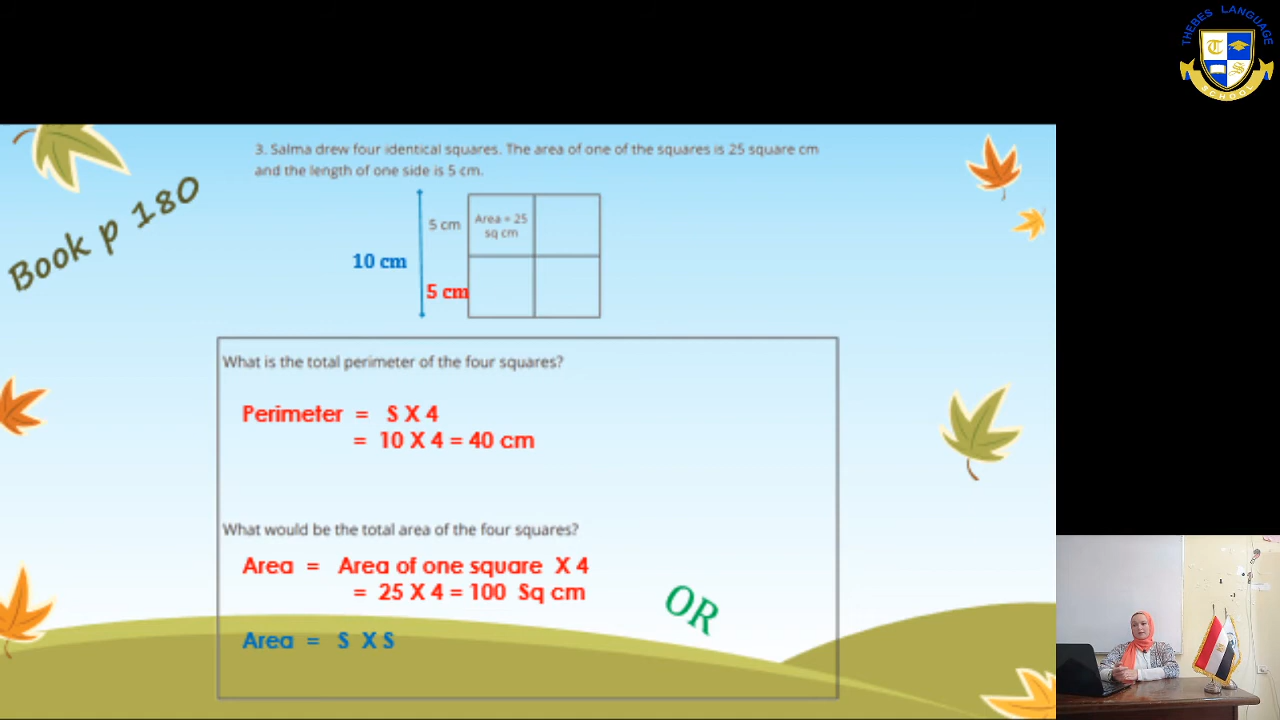 THEBES LANGUAGE
SCHOOL
Book p 180
3. Salma drew four identical squares. The area of one of the squares is 25 square cm
and the length of one side is 5 cm.
5 cm
Area = 25
sq cm
10 cm
5 cm
What is the total perimeter of the four squares?
Perimeter = S X 4
= 10 X 4 = 40 cm
What would be the total area of the four squares?
Area = Area of one square X 4
= 25 X 4 = 100 Sq cm
OR
Area = S X S